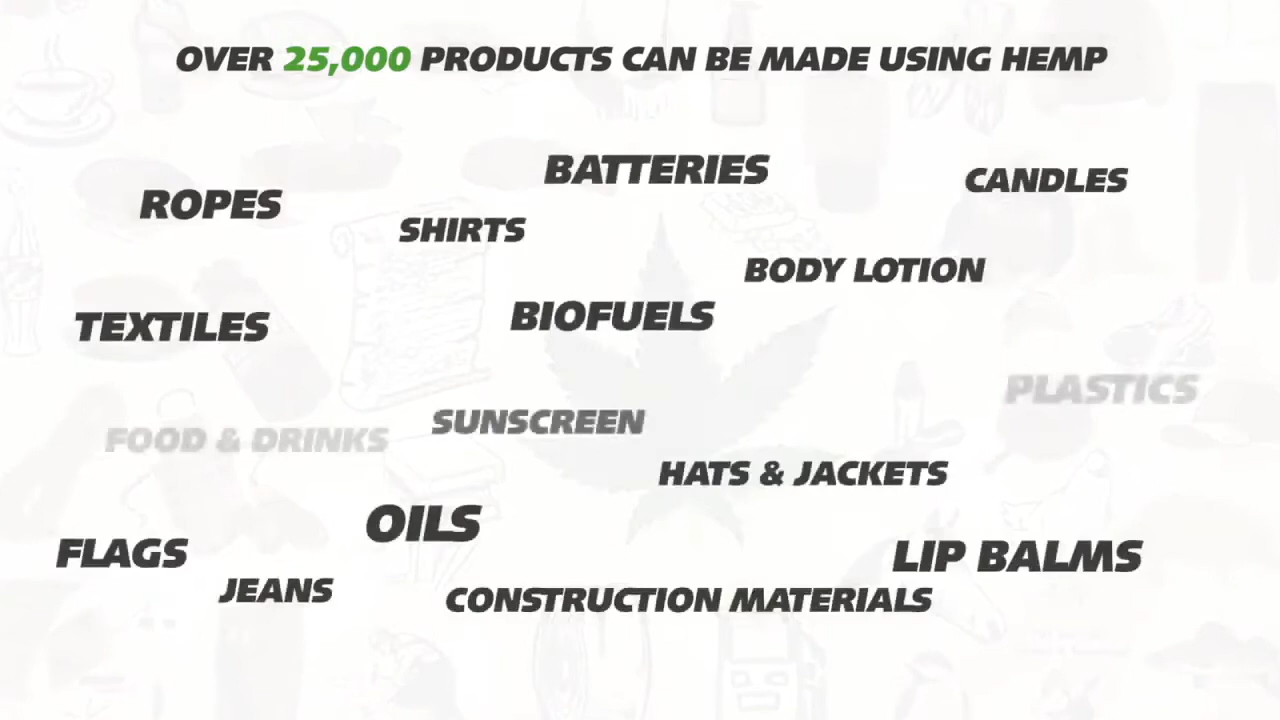 OVER 25,000 PRODUCTS CAN BE MADE USING HEMP
BATTERIES
CANDLES
ROPES
SHIRTS
BODY LOTION
TEXTILES
BIOFUELS
PLASTICS
SUNSCREEN
FOOD & DRINKS
HATS & JACKETS
OILS
FLAGS
LIP BALMS
JEANS
CONSTRUCTION MATERIALS